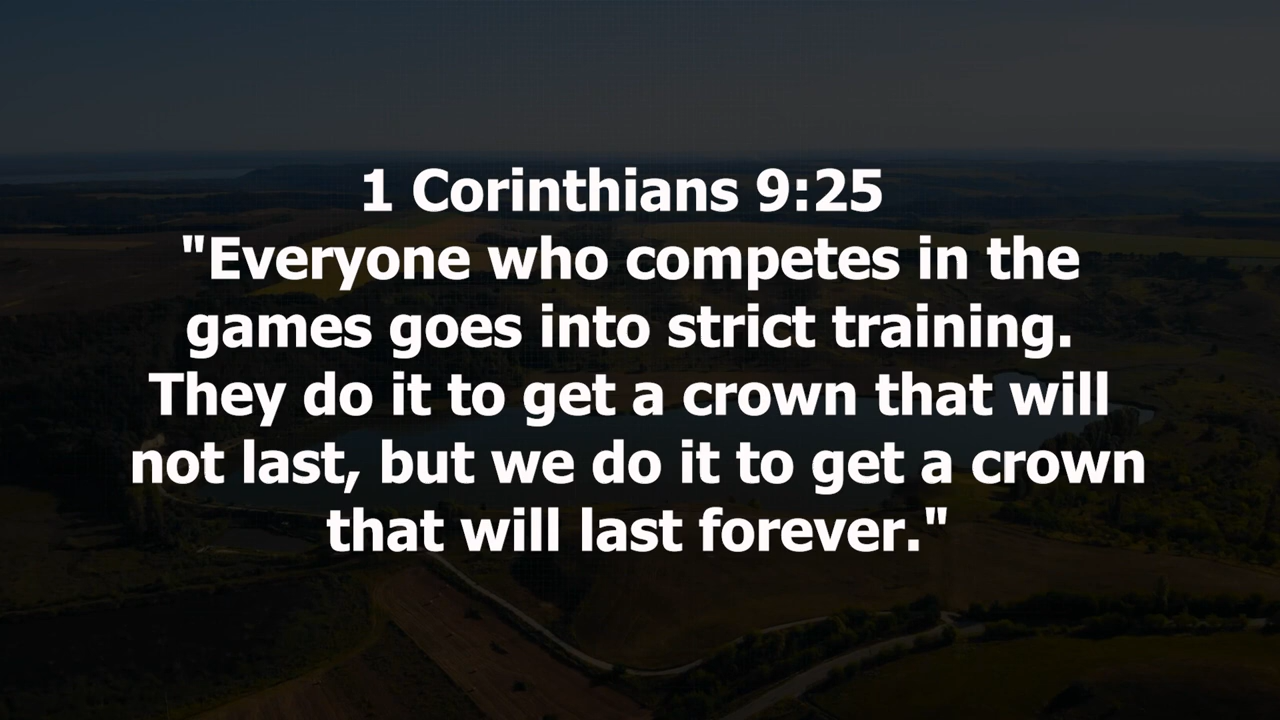 1 Corinthians 9:25
"Everyone who competes in the
games goes into strict training.
They do it to get a crown that will
not last, but we do it to get a crown
that will last forever."